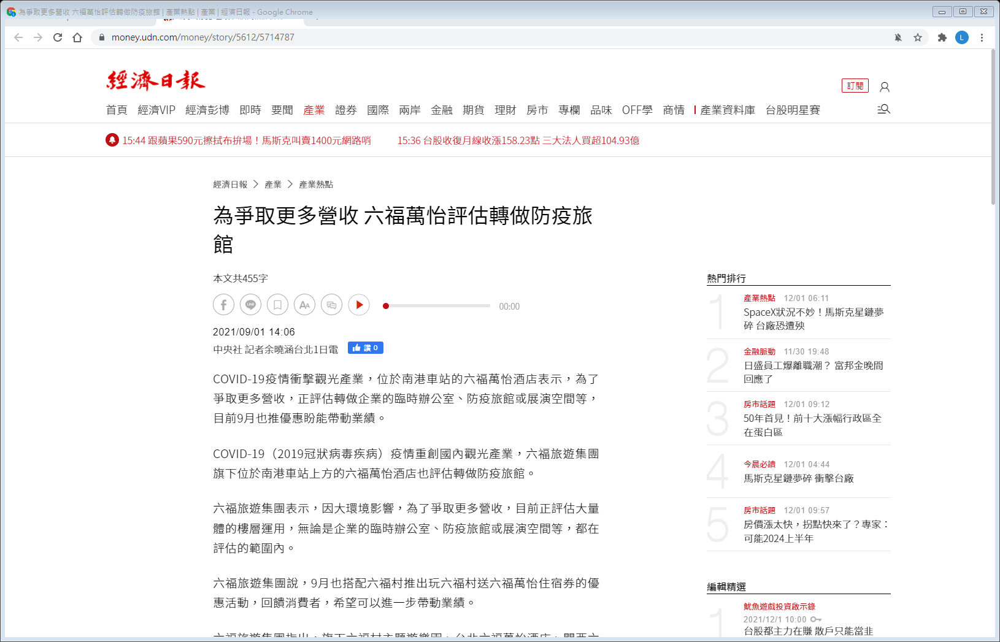 為爭取更多營收 六福萬怡評估轉做防疫旅館 | 產業熱點 | 產業 | 經濟日報 - Google Chrome
money.udn.com/money/story/5612/5714787
L
經濟日報
訂閱
首頁 經濟VIP 經濟彭博 即時 要聞 產業 證券 國際 兩岸 金融 期貨 理財 房市 專欄 品味 OFF學 商情 產業資料庫 台股明星賽
15:44 跟蘋果590元擦拭布拚場！馬斯克叫賣1400元網路哨 15:36 台股收復月線收漲158.23點 三大法人買超104.93億
經濟日報 > 產業 > 產業熱點
為爭取更多營收 六福萬怡評估轉做防疫旅
館
本文共455字
LINE
AA
00:00
2021/09/01 14:06
中央社 記者余曉涵台北1日電
讚 0
COVID-19疫情衝擊觀光產業，位於南港車站的六福萬怡酒店表示，為了
爭取更多營收，正評估轉做企業的臨時辦公室、防疫旅館或展演空間等，
目前9月也推優惠盼能帶動業績。
COVID-19（2019冠狀病毒疾病）疫情重創國內觀光產業，六福旅遊集團
旗下位於南港車站上方的六福萬怡酒店也評估轉做防疫旅館。
六福旅遊集團表示，因大環境影響，為了爭取更多營收，目前正評估大量
體的樓層運用，無論是企業的臨時辦公室、防疫旅館或展演空間等，都在
評估的範圍內。
六福旅遊集團說，9月也搭配六福村推出玩六福村送六福萬怡住宿券的優
惠活動，回饋消費者，希望可以進一步帶動業績。
六福旅遊集團指出，旗下六福村主題遊樂園、台北六福萬怡酒店、關西六
熱門排行
1
產業熱點 12/01 06:11
SpaceX狀況不妙！馬斯克星鏈夢
碎 台廠恐遭殃
2
金融脈動 11/30 19:48
日盛員工爆離職潮？ 富邦金晚間
回應了
3
房市話題 12/01 09:12
50年首見！前十大漲幅行政區全
在蛋白區
4
今晨必讀 12/01 04:44
馬斯克星鏈夢碎 衝擊台廠
5
房市話題 12/01 09:57
房價漲太快，拐點快來了？專家：
可能2024上半年
編輯精選
1
魷魚遊戲投資啟示錄
2021/12/1 10:00
台股都主力在賺 散戶只能當韭